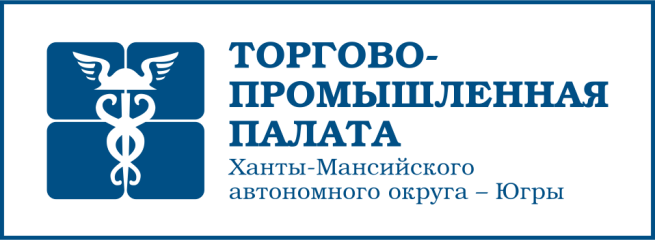 ТОРГОВО-
ПРОМЫШЛЕННАЯ
ПАЛАТА
Ханты-Мансийского
автономного округа – Югры